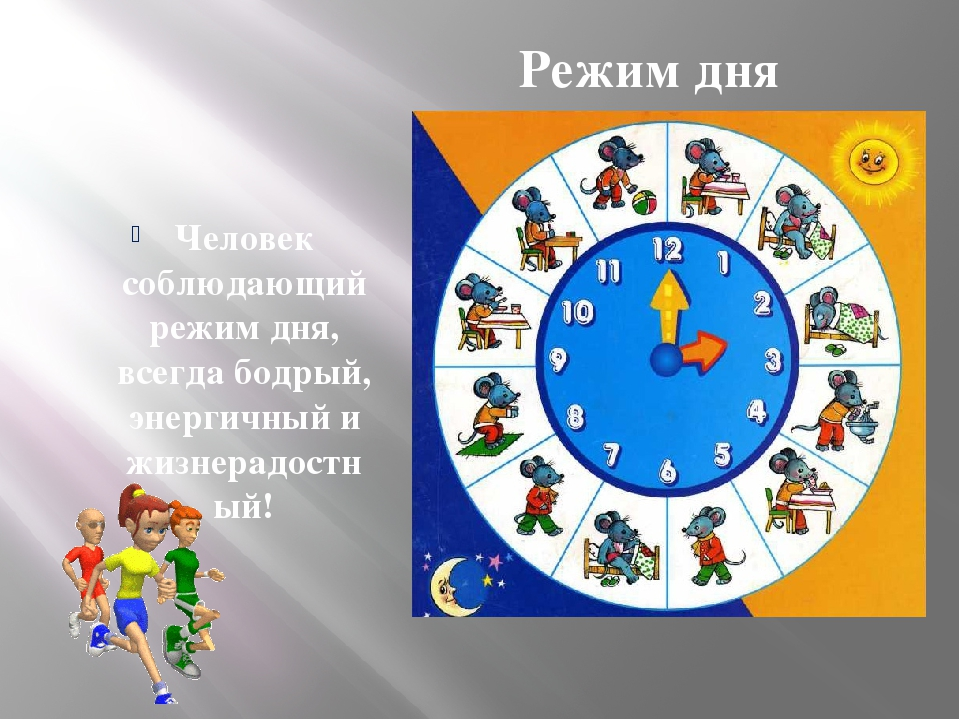 Режим дня
Человек
соблюдающий
режим дня,
всегда бодрый,
энергичный и
жизнерадостн
ый!
12
1
2
3
4
5
6
7
8
9
10
11